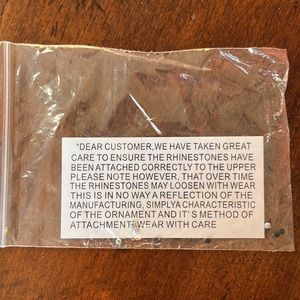 "DEAR CUSTOMER,WE HAVE TAKEN GREAT
CARE TO ENSURE THE RHINESTONES HAVE
BEEN ATTACHED CORRECTLY TO THE UPPER
PLEASE NOTE HOWEVER, THAT OVER TIME
THE RHINESTONES MAY LOOSEN WITH WEAR
THIS IS IN NO WAY A REFLECTION OF THE
MANUFACTURING, SIMPLYA CHARACTERISTIC
OF THE ORNAMENT AND IT' S METHOD OF
ATTACHMENT WEAR WITH CARE